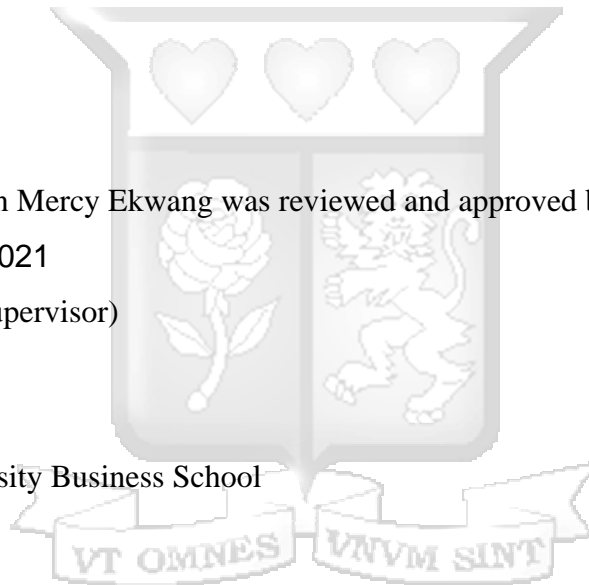 n Mercy Ekwang was reviewed and approved b
021
upervisor)
sity Business School
VT OMNES VNVM SINT